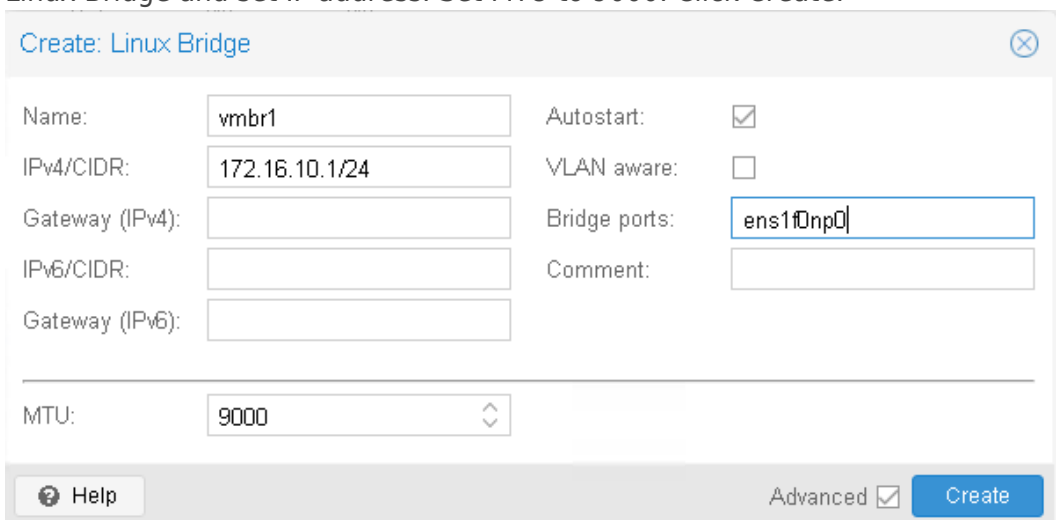 Create: Linux Bridge
Name: vmbr1 Autostart:
IPv4/CIDR: 172.16.10.1/24 VLAN aware:
Gateway (IPv4): Bridge ports: ens1f0np0
IPv6/CIDR: Comment:
Gateway (IPv6):
MTU: 9000
Help Advanced Create